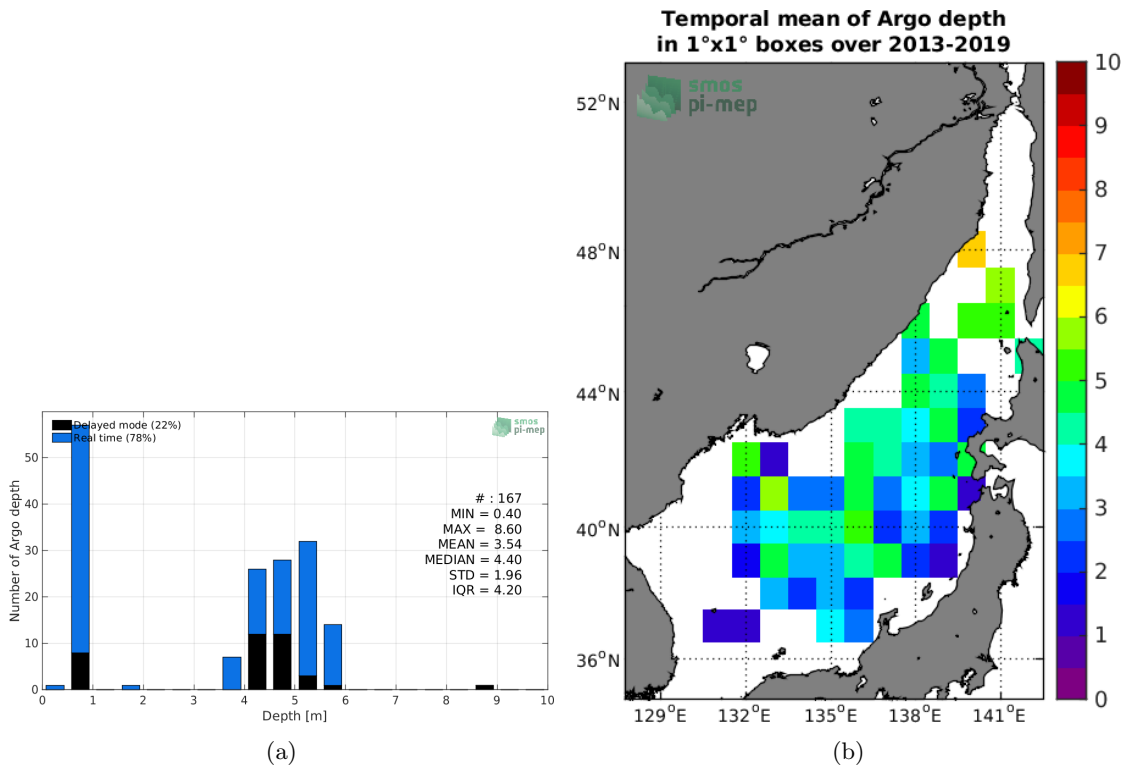 Temporal mean of Argo depth
in 1°x1° boxes over 2013-2019
smos
pi-mep
52°N
48°N
44°N
40°N
36°N
129°E
132°E
135°E
138°E
141°E
10
9
8
7
6
5
4
3
2
1
0
(b)
Delayed mode (22%)
Real time (78%)
smos
pi-mep
# : 167
MIN = 0.40
MAX = 8.60
MEAN = 3.54
MEDIAN = 4.40
STD = 1.96
IQR = 4.20
Number of Argo depth
50
40
30
20
10
0
0
1
2
3
4
5
6
7
8
9
10
Depth [m]
(a)